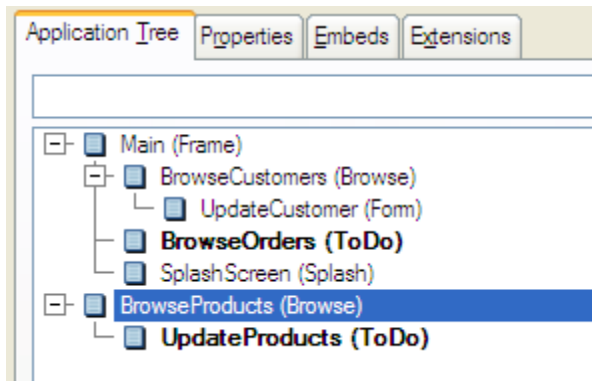 Application Tree Properties Embeds Extensions
Main (Frame)
BrowseCustomers (Browse)
UpdateCustomer (Form)
BrowseOrders (ToDo)
SplashScreen (Splash)
BrowseProducts (Browse)
UpdateProducts (ToDo)